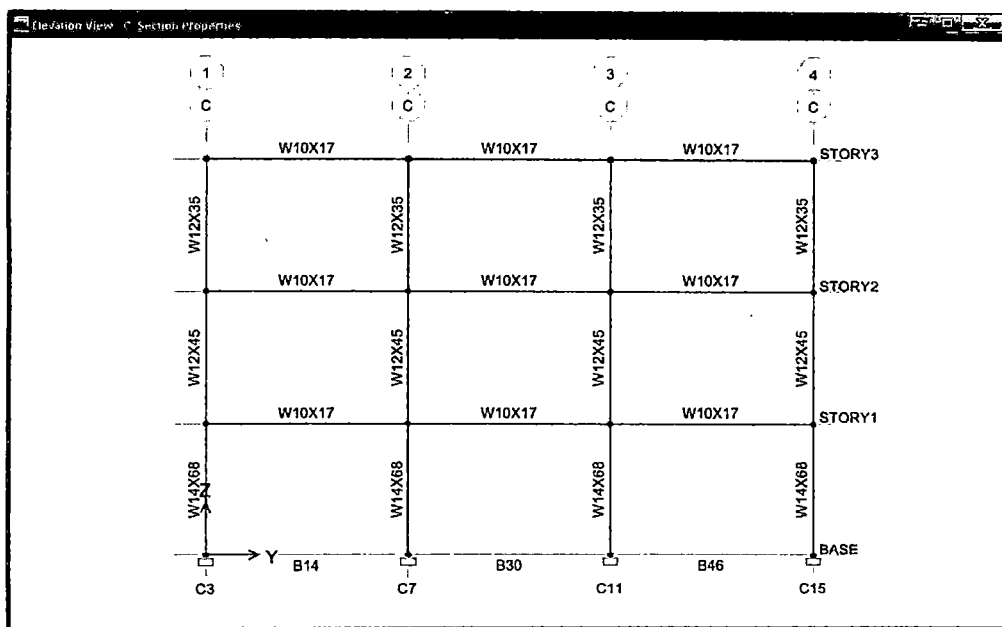 Elevation View C Section Properties
1 2 3 4
C C C C
W10X17 W10X17 W10X17 STORY3
W12X35 W12X35 W12X35 W12X35
W10X17 W10X17 W10X17 STORY2
W12X45 W12X45 W12X45 W12X45
W10X17 W10X17 W10X17 STORY1
W14X68 W14X68 W14X68 W14X68
Z
Y BASE
B14 B30 B46
C3 C7 C11 C15